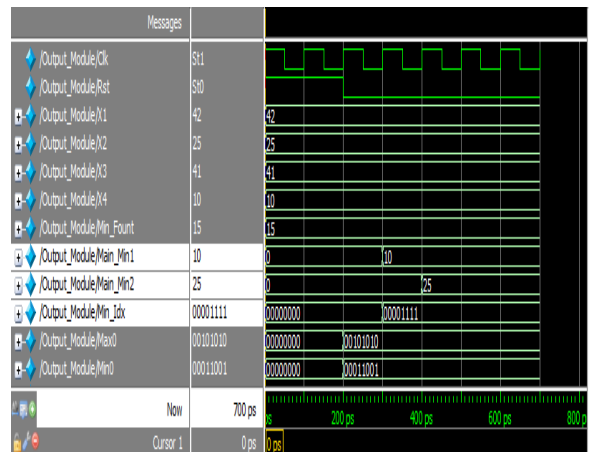 Messages
/Output_Module/Clk St1
/Output_Module/Rst St0
/Output_Module/X1 42 42
/Output_Module/X2 25 25
/Output_Module/X3 41 41
/Output_Module/X4 10 10
/Output_Module/Min_Fount 15 15
/Output_Module/Main_Min1 10 0 10
/Output_Module/Main_Min2 25 0 25
/Output_Module/Min_Idx 00001111 00000000 00001111
/Output_Module/Max0 00101010 00000000 00101010
/Output_Module/Min0 00011001 00000000 00011001
Now 700 ps ps 200 ps 400 ps 600 ps 800 p
Cursor 1 0 ps 0 ps